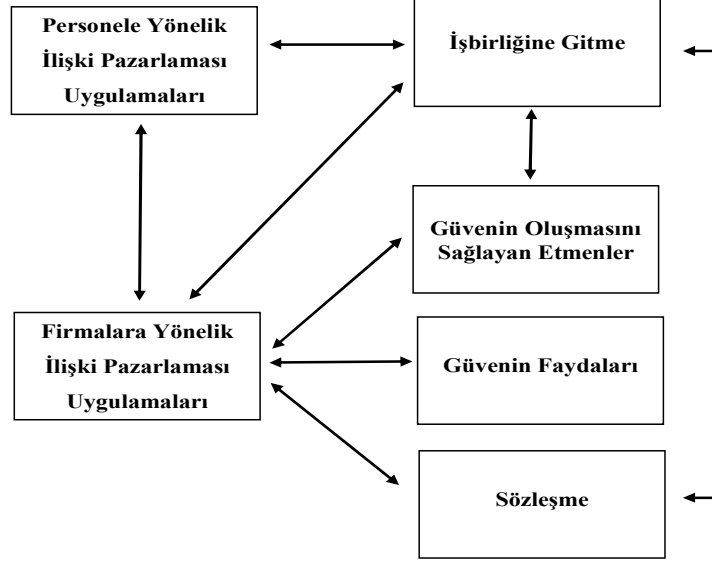 Personele Yönelik
İlişki Pazarlaması
Uygulamaları
İşbirliğine Gitme
Güvenin Oluşmasını
Sağlayan Etmenler
Firmalara Yönelik
İlişki Pazarlaması
Uygulamaları
Güvenin Faydaları
Sözleşme